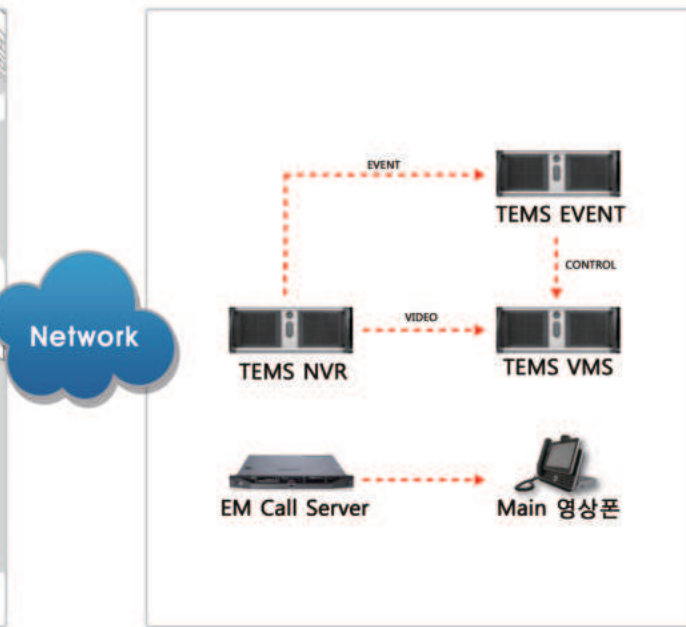 EVENT
TEMS EVENT
CONTROL
Network
VIDEO
TEMS NVR
TEMS VMS
EM Call Server
Main 영상폰